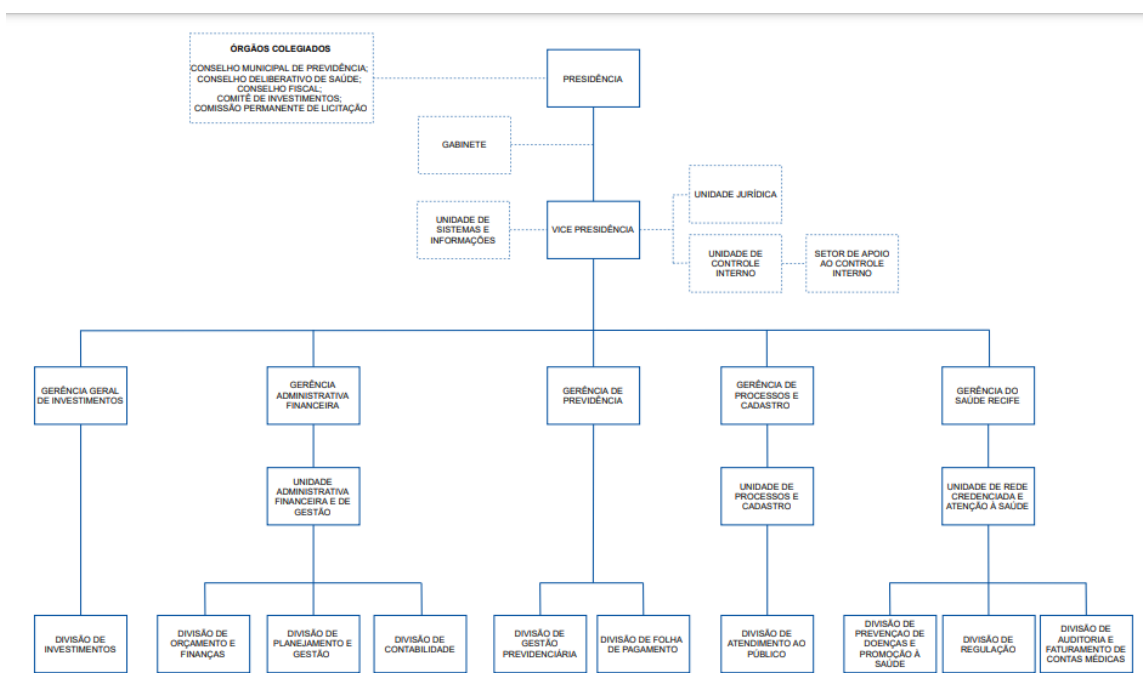 ÓRGÃOS COLEGIADOS
CONSELHO MUNICIPAL DE PREVIDÊNCIA;
CONSELHO DELIBERATIVO DE SAÚDE;
CONSELHO FISCAL;
COMITÊ DE INVESTIMENTOS;
COMISSÃO PERMANENTE DE LICITAÇÃO
PRESIDÊNCIA
GABINETE
UNIDADE DE
SISTEMAS E
INFORMAÇÕES
VICE PRESIDÊNCIA
UNIDADE JURÍDICA
UNIDADE DE
CONTROLE
INTERNO
SETOR DE APOIO
AO CONTROLE
INTERNO
GERÊNCIA GERAL
DE INVESTIMENTOS
GERÊNCIA
ADMINISTRATIVA
FINANCEIRA
GERÊNCIA DE
PREVIDÊNCIA
GERÊNCIA DE
PROCESSOS E
CADASTRO
GERÊNCIA DO
SAÚDE RECIFE
UNIDADE
ADMINISTRATIVA
FINANCEIRA E DE
GESTÃO
UNIDADE DE
PROCESSOS E
CADASTRO
UNIDADE DE REDE
CREDENCIADA E
ATENÇÃO À SAÚDE
DIVISÃO DE
INVESTIMENTOS
DIVISÃO DE
ORÇAMENTO E
FINANÇAS
DIVISÃO DE
PLANEJAMENTO E
GESTÃO
DIVISÃO DE
CONTABILIDADE
DIVISÃO DE
GESTÃO
PREVIDENCIÁRIA
DIVISÃO DE FOLHA
DE PAGAMENTO
DIVISÃO DE
ATENDIMENTO AO
PÚBLICO
DIVISÃO DE
PREVENÇAO DE
DOENÇAS E
PROMOÇÃO À
SAÚDE
DIVISÃO DE
REGULAÇÃO
DIVISÃO DE
AUDITORIA E
FATURAMENTO DE
CONTAS MÉDICAS